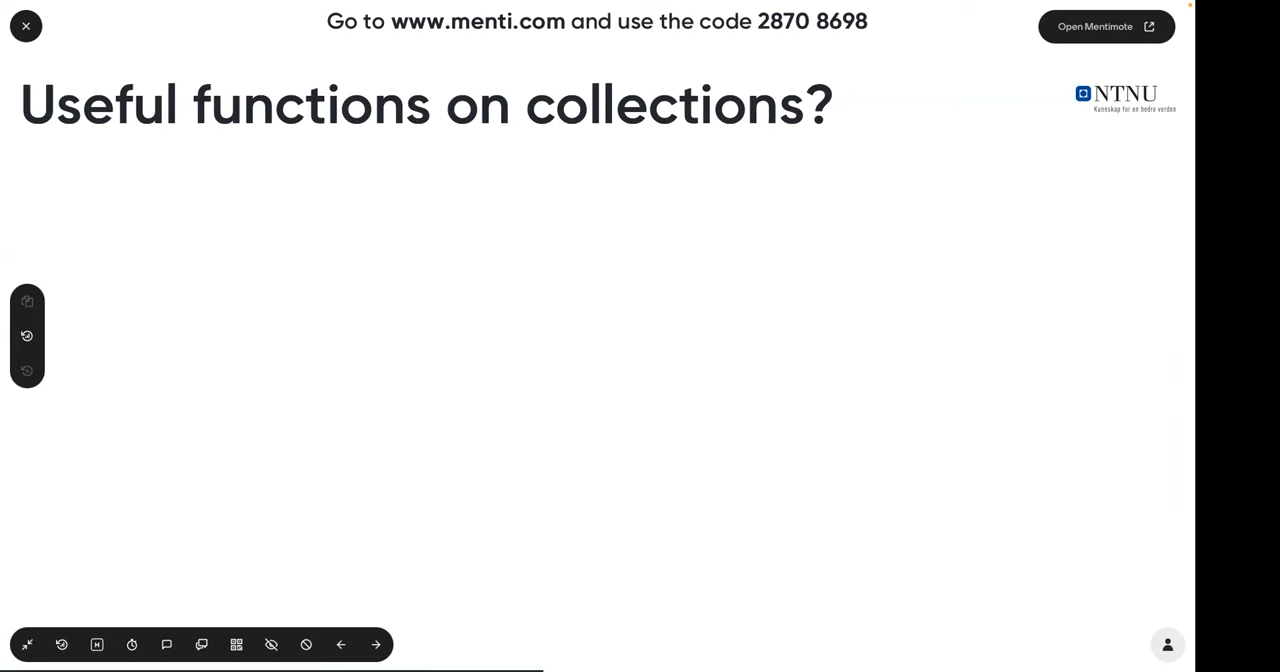 Go to www.menti.com and use the code 2870 8698
Open Mentimote
Useful functions on collections?
NTNU
Kunnskap for en bedre verden
H